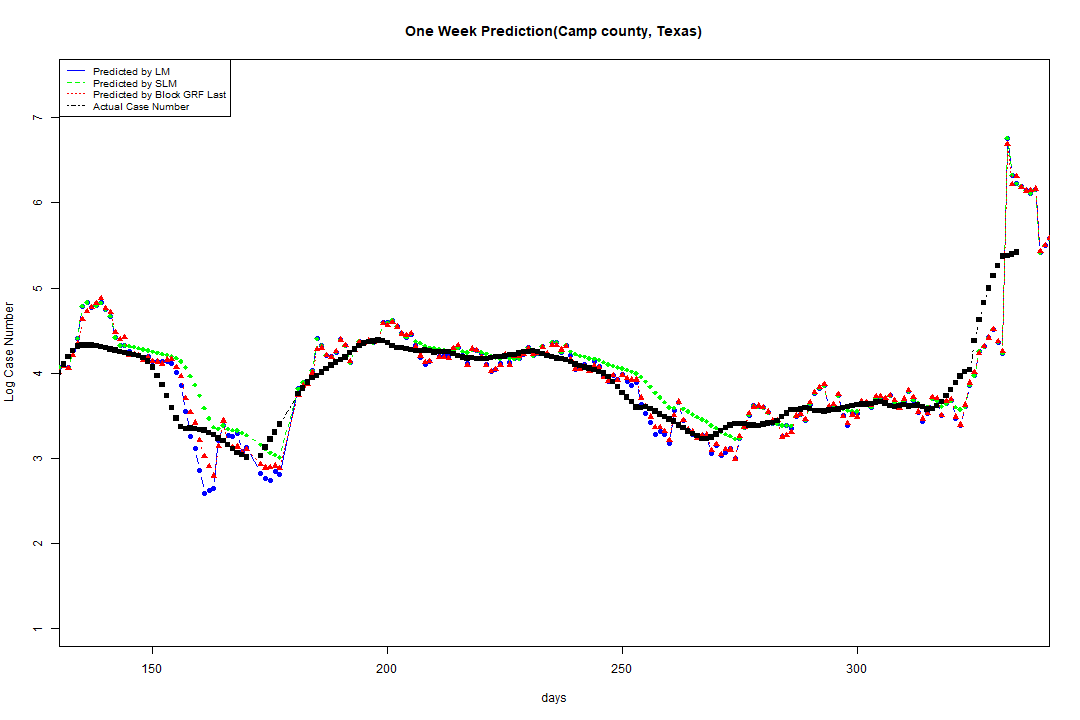 One Week Prediction(Camp county, Texas)
Predicted by LM
Predicted by SLM
Predicted by Block GRF Last
Actual Case Number
7
6
5
4
3
2
1
Log Case Number
150 200 250 300
days